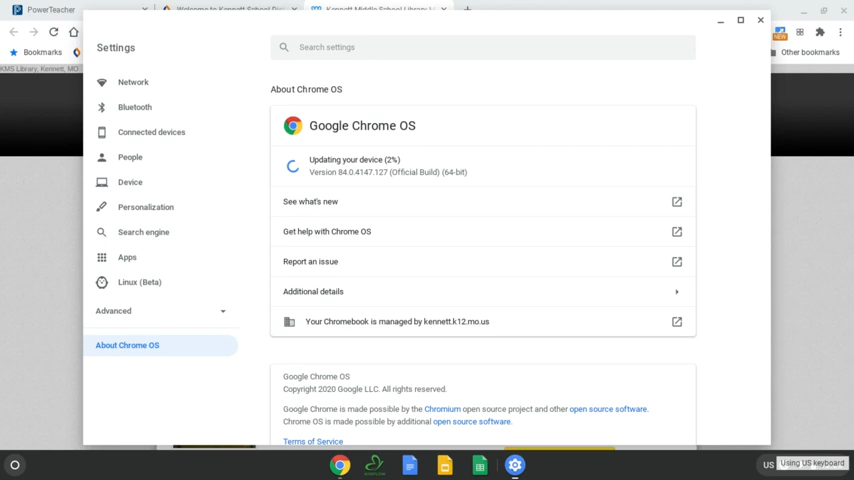 PowerTeacher
Welcome to Kennett School Dis
Kennett Middle School Library
Bookmarks
NEW
Other bookmarks
KMS Library, Kennett, MO
Settings
Search settings
Network
Bluetooth
Connected devices
People
Device
Personalization
Search engine
Apps
Linux (Beta)
Advanced
About Chrome OS
About Chrome OS
Google Chrome OS
Updating your device (2%)
Version 84.0.4147.127 (Official Build) (64-bit)
See what's new
Get help with Chrome OS
Report an issue
Additional details
Your Chromebook is managed by kennett.k12.mo.us
Google Chrome OS
Copyright 2020 Google LLC. All rights reserved.
Google Chrome is made possible by the Chromium open source project and other open source software.
Chrome OS is made possible by additional open source software.
Terms of Service
US
Using US keyboard